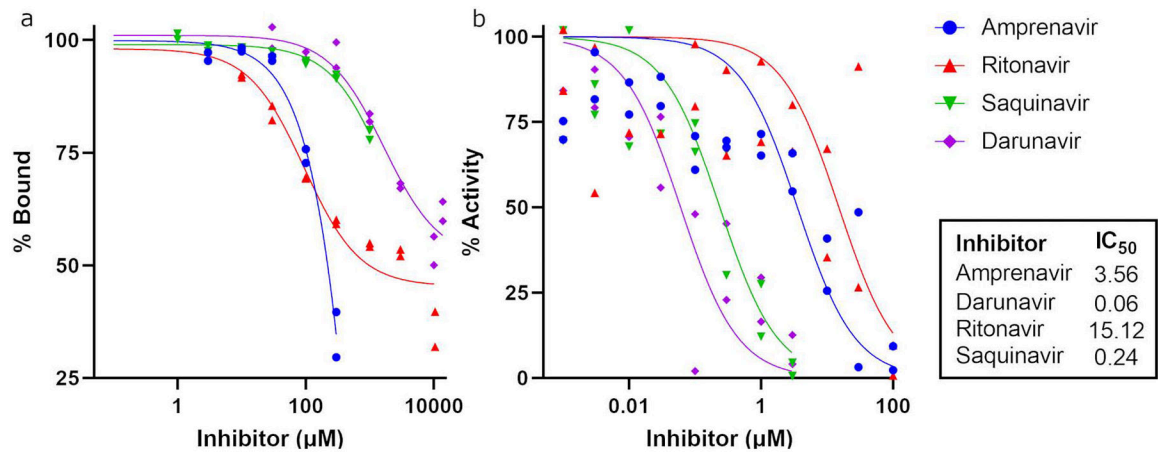 a
100
75
50
25
% Bound
1
100
10000
Inhibitor (µM)
b
100
75
50
25
0
% Activity
0.01
1
100
Inhibitor (µM)
Amprenavir
Ritonavir
Saquinavir
Darunavir
Inhibitor IC50
Amprenavir 3.56
Darunavir 0.06
Ritonavir 15.12
Saquinavir 0.24